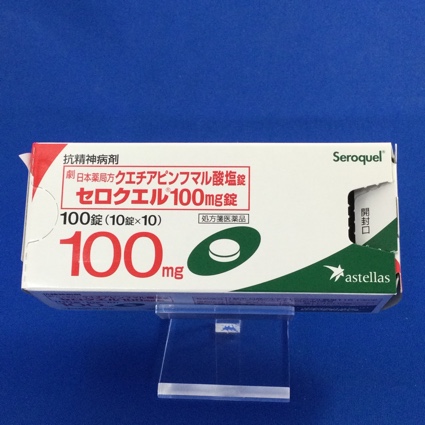 抗精神病剤
Seroquel®
劇 日本薬局方 クエチアピンフマル酸塩錠
セロクエル®100mg錠
100錠(10錠×10)
処方箋医薬品
開封口
100mg
astellas